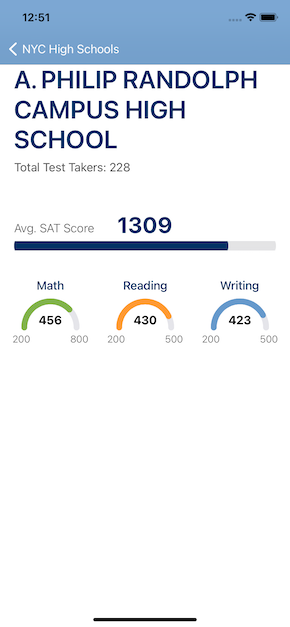 12:51
NYC High Schools
A. PHILIP RANDOLPH
CAMPUS HIGH
SCHOOL
Total Test Takers: 228
Avg. SAT Score 1309
Math Reading Writing
456 430 423
200 800 200 500 200 500